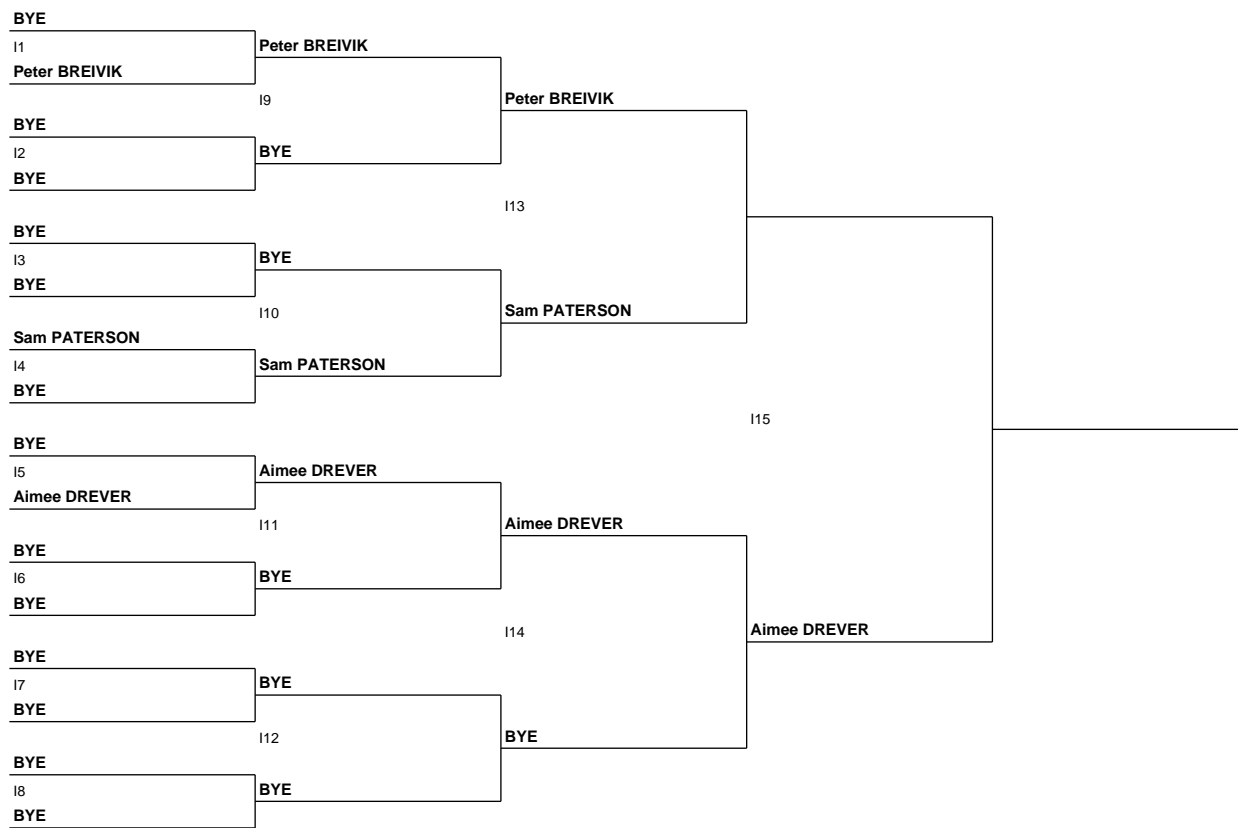 BYE
I1
Peter BREIVIK
Peter BREIVIK
I9
Peter BREIVIK
BYE
I2
BYE
BYE
I13
BYE
I3
BYE
BYE
I10
Sam PATERSON
Sam PATERSON
I4
Sam PATERSON
BYE
I15
BYE
I5
Aimee DREVER
Aimee DREVER
I11
Aimee DREVER
BYE
I6
BYE
BYE
I14
Aimee DREVER
BYE
I7
BYE
BYE
I12
BYE
BYE
I8
BYE
BYE